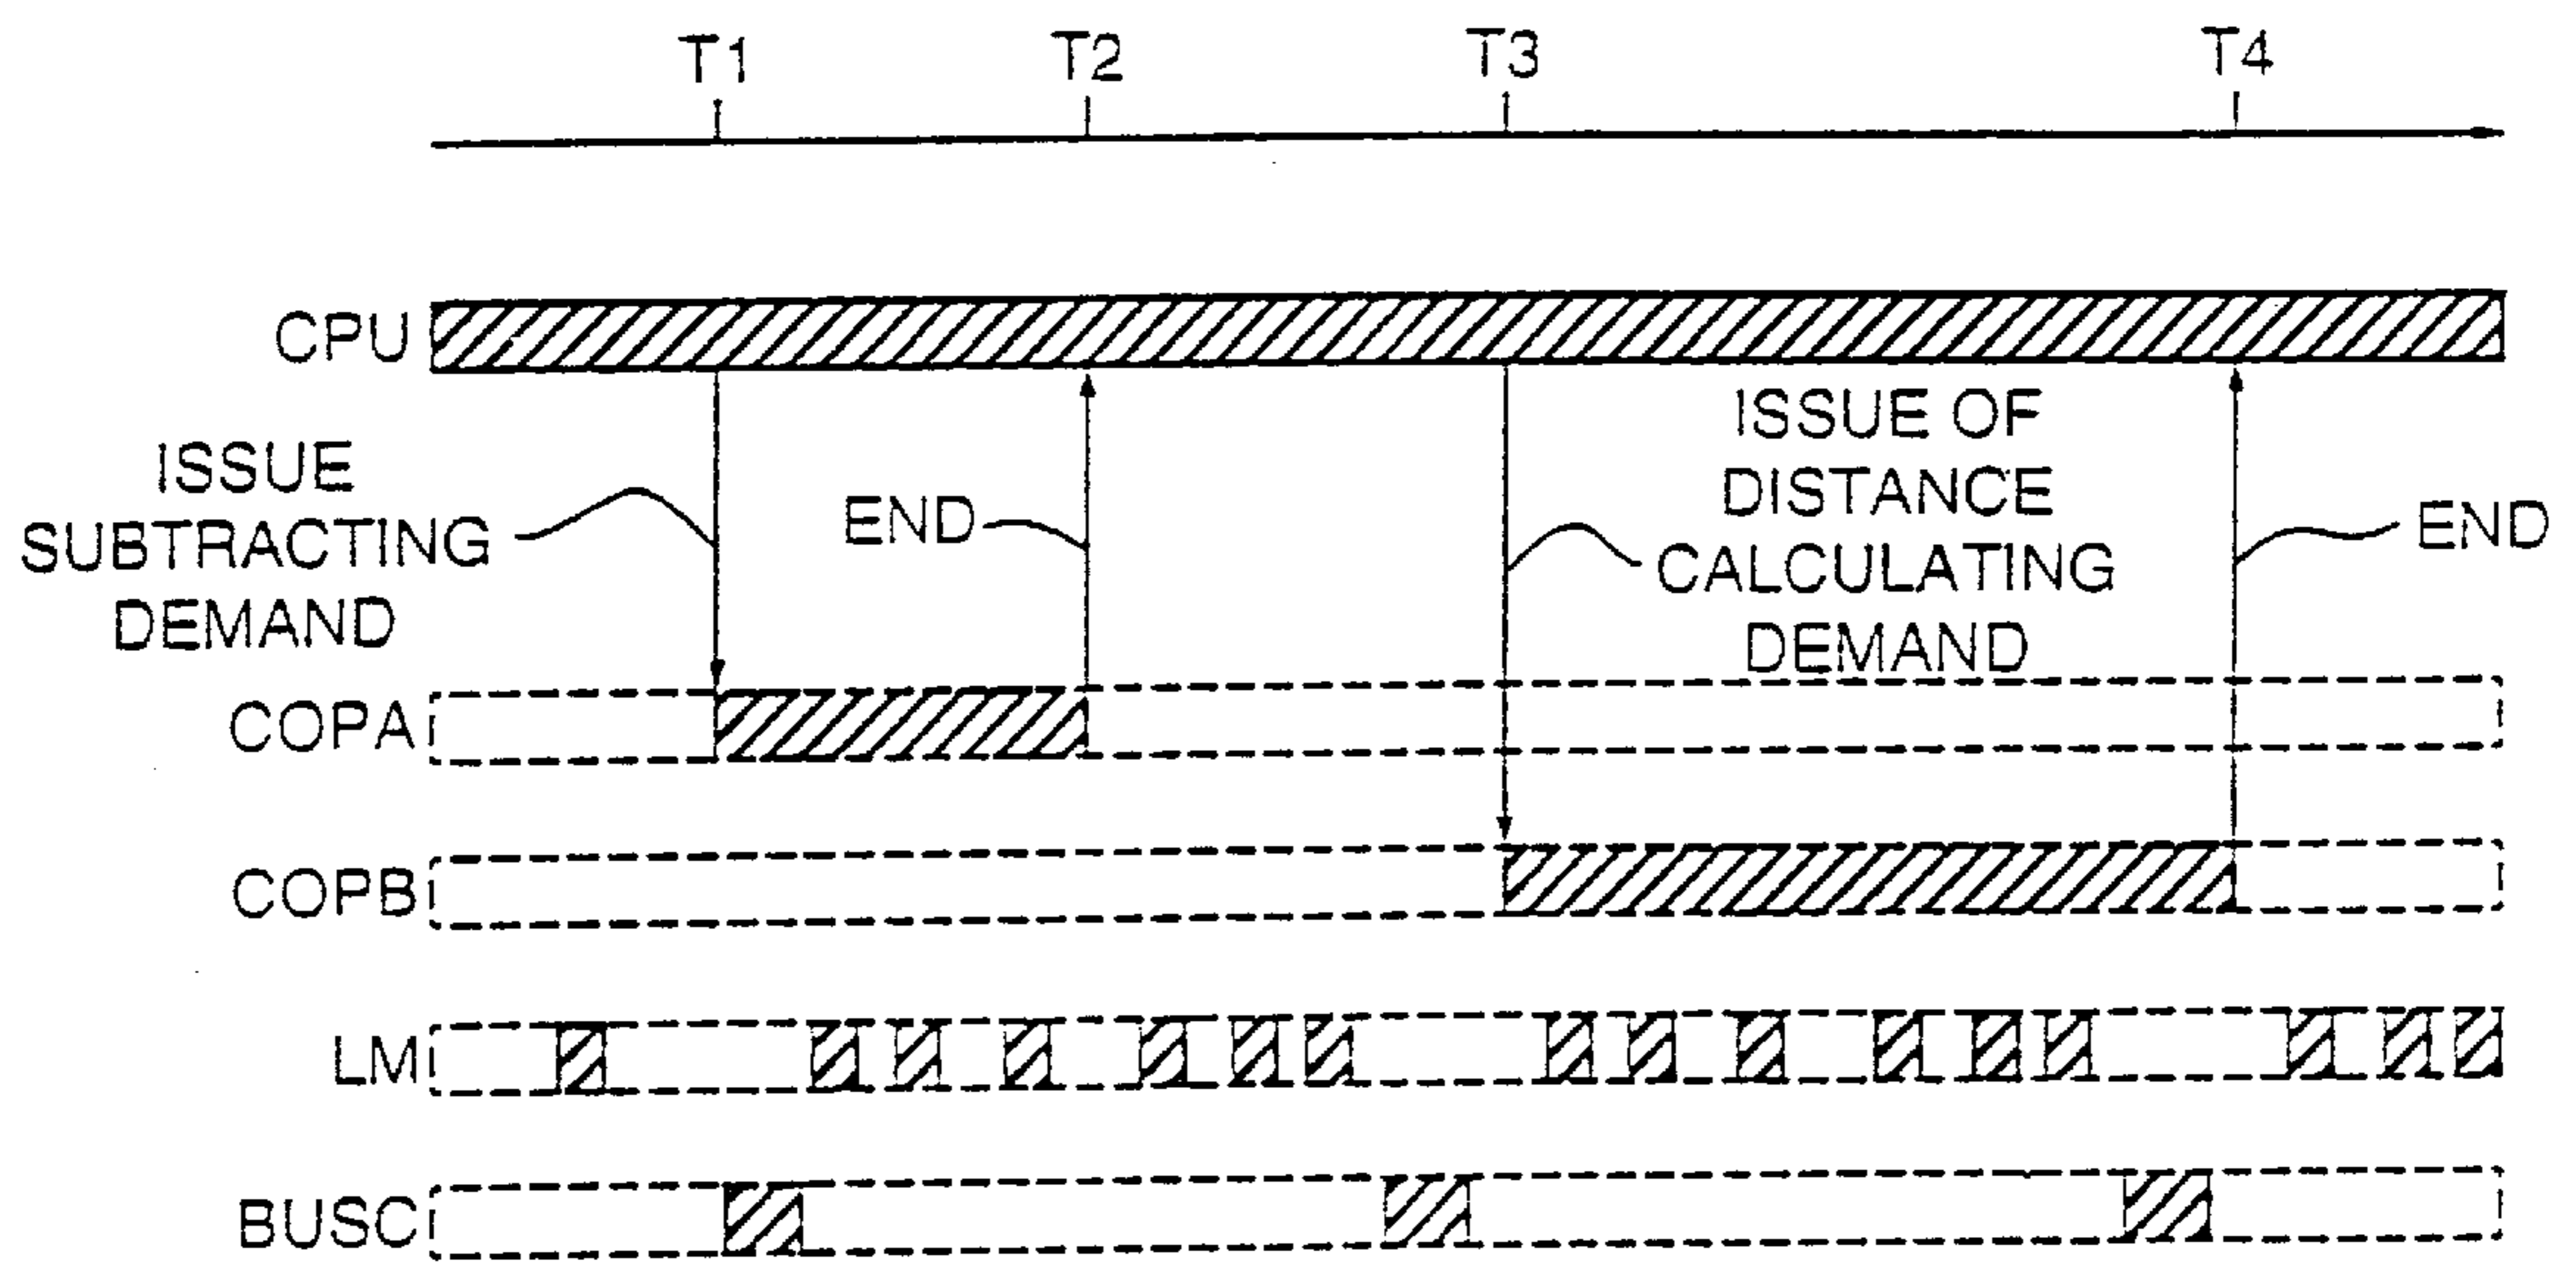 T1 T2 T3 T4
CPU
ISSUE
SUBTRACTING
DEMAND
END
ISSUE OF
DISTANCE
CALCULATING
DEMAND
END
COPA
COPB
LM
BUSC